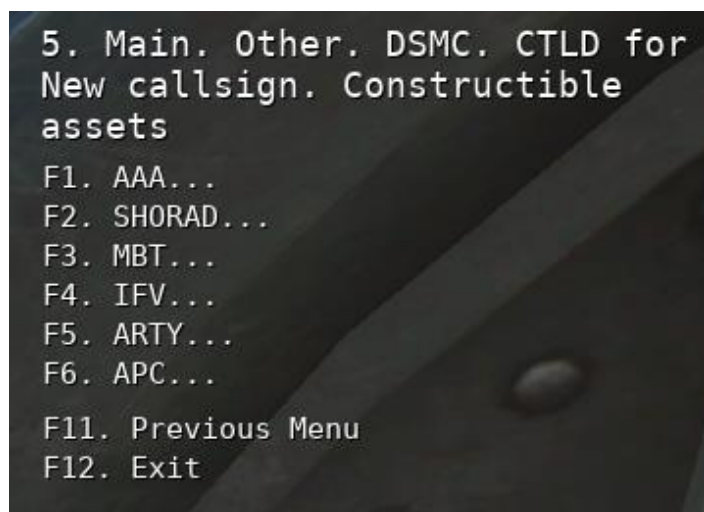 5. Main. Other. DSMC. CTLD for
New callsign. Constructible
assets
F1. AAA...
F2. SHORAD...
F3. MBT...
F4. IFV...
F5. ARTY...
F6. APC...
F11. Previous Menu
F12. Exit